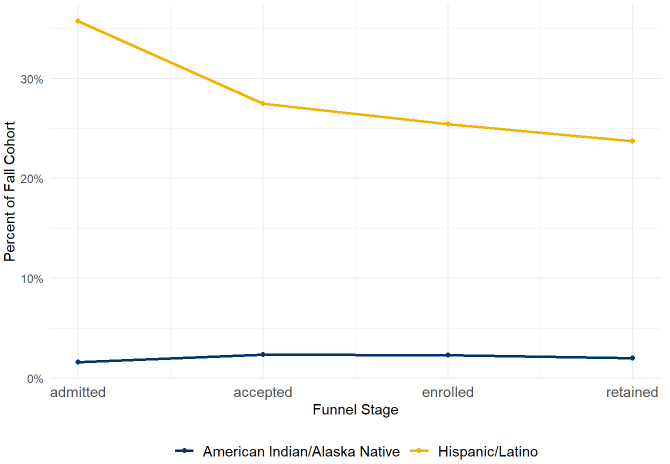 Percent of Fall Cohort
30%
20%
10%
0%
admitted accepted enrolled retained
Funnel Stage
American Indian/Alaska Native Hispanic/Latino